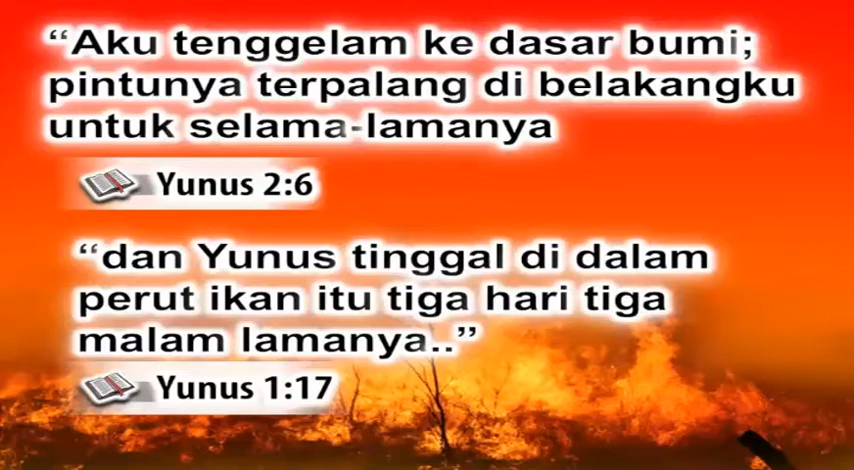 “Aku tenggelam ke dasar bumi;
pintunya terpalang di belakangku
untuk selama-lamanya
Yunus 2:6
“dan Yunus tinggal di dalam
perut ikan itu tiga hari tiga
malam lamanya..”
Yunus 1:17